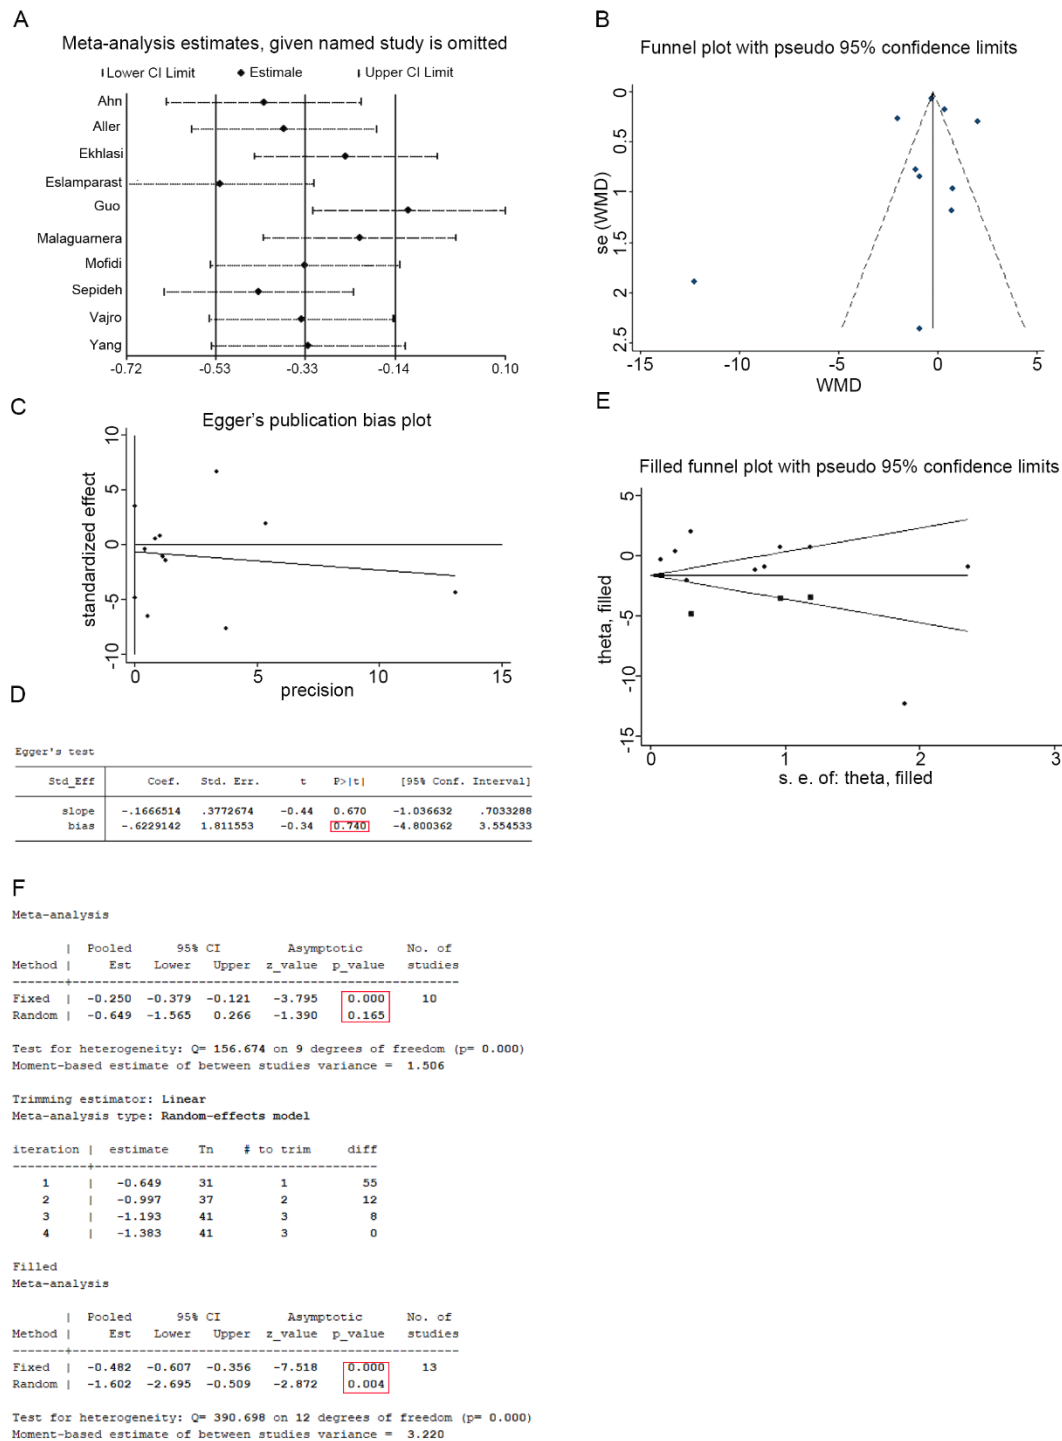 A
Meta-analysis estimates, given named study is omitted
Lower CI Limit Estimale Upper CI Limit
Ahn
Aller
Ekhlasi
Eslamparast
Guo
Malaguarnera
Mofidi
Sepideh
Vajro
Yang
-0.72 -0.53 -0.33 -0.14 0.10
B
Funnel plot with pseudo 95% confidence limits
se (WMD)
0
0.5
1
1.5
2
2.5
-15 -10 -5 0 5
WMD
C
Egger's publication bias plot
standardized effect
10
5
0
-5
-10
0 5 10 15
precision
E
Filled funnel plot with pseudo 95% confidence limits
theta, filled
5
0
-5
-10
-15
0 1 2 3
s. e. of: theta, filled
D
Egger's test
Std_Eff Coef. Std. Err. t P>|t| [95% Conf. Interval]
slope -.1666514 .3772674 -0.44 0.670 -1.036632 .7033288
bias -.6229142 1.811553 -0.34 0.740 -4.800362 3.554533
F
Meta-analysis
| Pooled 95% CI Asymptotic No. of
Method | Est Lower Upper z_value p_value studies
Fixed | -0.250 -0.379 -0.121 -3.795 0.000 10
Random | -0.649 -1.565 0.266 -1.390 0.165
Test for heterogeneity: Q= 156.674 on 9 degrees of freedom (p= 0.000)
Moment-based estimate of between studies variance = 1.506
Trimming estimator: Linear
Meta-analysis type: Random-effects model
iteration | estimate Tn # to trim diff
1 | -0.649 31 1 55
2 | -0.997 37 2 12
3 | -1.193 41 3 8
4 | -1.383 41 3 0
Filled
Meta-analysis
| Pooled 95% CI Asymptotic No. of
Method | Est Lower Upper z_value p_value studies
Fixed | -0.482 -0.607 -0.356 -7.518 0.000 13
Random | -1.602 -2.695 -0.509 -2.872 0.004
Test for heterogeneity: Q= 390.698 on 12 degrees of freedom (p= 0.000)
Moment-based estimate of between studies variance = 3.220